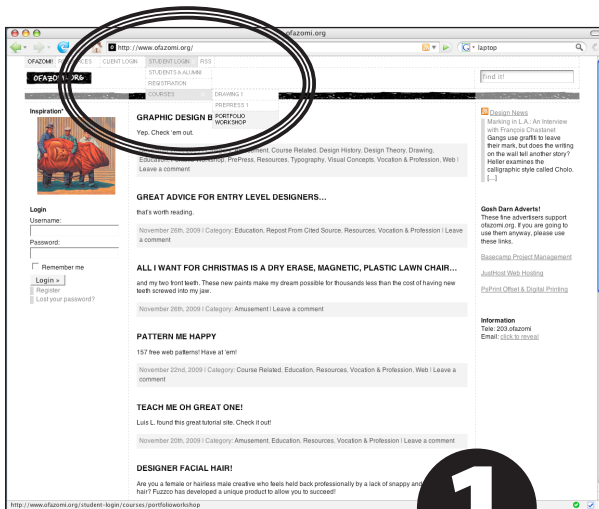 ofazomi.org
http://www.ofazomi.org/
laptop
OFAZOMI! CLIENT LOGIN STUDENT LOGIN RSS
STUDENTS & ALUMNI
REGISTRATION
COURSES DRAWING 1
PREPRESS 1
PORTFOLIO
WORKSHOP
find it!
Inspiration*
Login
Username:
Password:
Remember me
Login >
Register
Lost your password?
GRAPHIC DESIGN B
Yep. Check 'em out.
Course Related, Design History, Design Theory, Drawing,
Workshop, PrePress, Resources, Typography, Visual Concepts, Vocation & Profession, Web |
Leave a comment
GREAT ADVICE FOR ENTRY LEVEL DESIGNERS…
that's worth reading.
November 26th, 2009 | Category: Education, Repost From Cited Source, Resources, Vocation & Profession | Leave
a comment
ALL I WANT FOR CHRISTMAS IS A DRY ERASE, MAGNETIC, PLASTIC LAWN CHAIR…
and my two front teeth. These new paints make my dream possible for thousands less than the cost of having new
teeth screwed into my jaw.
November 26th, 2009 | Category: Amusement | Leave a comment
PATTERN ME HAPPY
157 free web patterns! Have at 'em!
November 22nd, 2009 | Category: Course Related, Education, Resources, Vocation & Profession, Web | Leave a
comment
TEACH ME OH GREAT ONE!
Luis L. found this great tutorial site. Check it out!
November 20th, 2009 | Category: Amusement, Education, Resources, Vocation & Profession | Leave a comment
DESIGNER FACIAL HAIR!
Are you a female or hairless male creative who feels held back professionally by a lack of snappy and
hair? Fuzzco has developed a unique product to allow you to succeed!
Design News
Marking in L.A.: An Interview
with François Chastanet
Gangs use graffiti to leave
their mark, but does the writing
on the wall tell another story?
Heller examines the
calligraphic style called Cholo.
[...]
Gosh Darn Adverts!
These fine advertisers support
ofazomi.org. If you are going to
use them anyway, please use
these links.
Basecamp Project Management
JustHost Web Hosting
PsPrint Offset & Digital Printing
Information
Tele: 203.ofazomi
Email: click to reveal
1
http://www.ofazomi.org/student-login/courses/portfolioworkshop